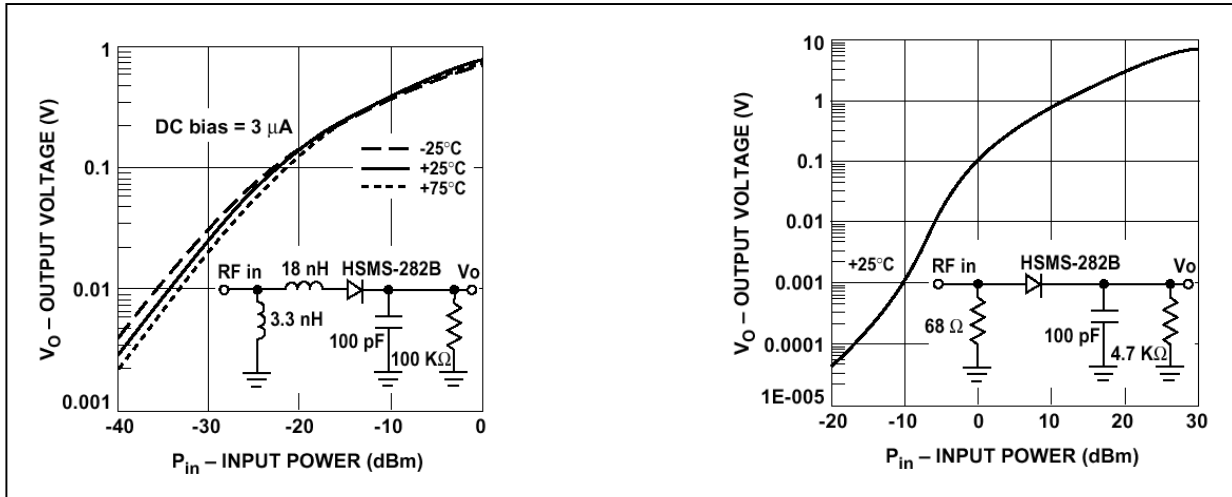 1
DC bias = 3 μA
-25°C
+25°C
+75°C
0.1
0.01
0.001
RF in
18 nH
HSMS-282B
Vo
3.3 nH
100 pF
100 KΩ
-40
-30
-20
-10
0
VO – OUTPUT VOLTAGE (V)
Pin – INPUT POWER (dBm)
10
1
0.1
0.01
0.001
0.0001
1E-005
+25°C
RF in
HSMS-282B
Vo
68 Ω
100 pF
4.7 KΩ
-20
-10
0
10
20
30
VO – OUTPUT VOLTAGE (V)
Pin – INPUT POWER (dBm)